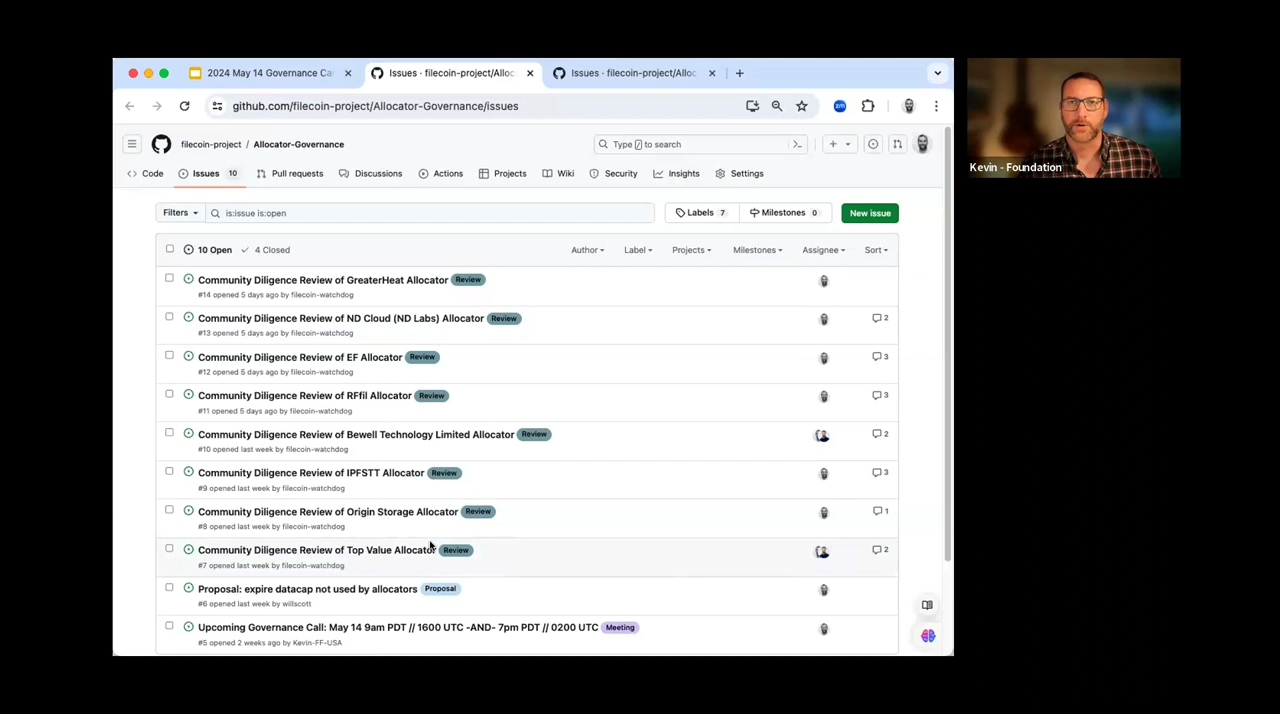 2024 May 14 Governance Ca
Issues · filecoin-project/Alloc
Issues · filecoin-project/Alloc
github.com/filecoin-project/Allocator-Governance/issues
zm
filecoin-project / Allocator-Governance
Type / to search
Code
Issues 10
Pull requests
Discussions
Actions
Projects
Wiki
Security
Insights
Settings
Filters
is:issue is:open
Labels 7
Milestones 0
New issue
10 Open
4 Closed
Author
Label
Projects
Milestones
Assignee
Sort
Community Diligence Review of GreaterHeat Allocator Review
#14 opened 5 days ago by filecoin-watchdog
Community Diligence Review of ND Cloud (ND Labs) Allocator Review 2
#13 opened 5 days ago by filecoin-watchdog
Community Diligence Review of EF Allocator Review 3
#12 opened 5 days ago by filecoin-watchdog
Community Diligence Review of RFfil Allocator Review 3
#11 opened 5 days ago by filecoin-watchdog
Community Diligence Review of Bewell Technology Limited Allocator Review 2
#10 opened last week by filecoin-watchdog
Community Diligence Review of IPFSTT Allocator Review 3
#9 opened last week by filecoin-watchdog
Community Diligence Review of Origin Storage Allocator Review 1
#8 opened last week by filecoin-watchdog
Community Diligence Review of Top Value Allocator Review 2
#7 opened last week by filecoin-watchdog
Proposal: expire datacap not used by allocators Proposal
#6 opened last week by willscott
Upcoming Governance Call: May 14 9am PDT // 1600 UTC -AND- 7pm PDT // 0200 UTC Meeting
#5 opened 2 weeks ago by Kevin-FF-USA
Kevin - Foundation